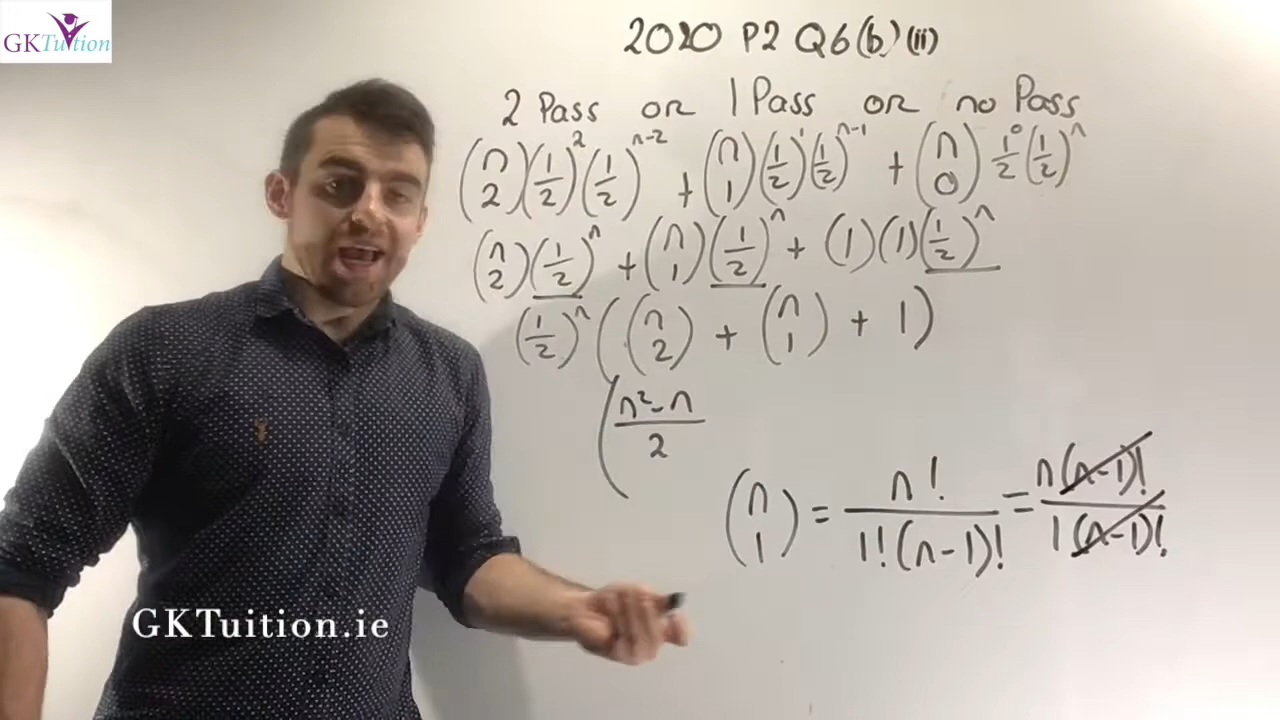 GKTuition
2020 P2 Q6(b)(ii)
2 Pass or 1 Pass or no Pass
(n 2)(1/2)^2(1/2)^n-2 + (n 1)(1/2)^1(1/2)^n-1 + (n 0) 1/2^0 (1/2)^n
(n 2)(1/2)^n + (n 1)(1/2)^n + (1)(1)(1/2)^n
(1/2)^n ((n 2) + (n 1) + 1)
(n²-n/2
(n 1) = n!/1!(n-1)! = n(n-1)!/1(n-1)!
GKTuition.ie